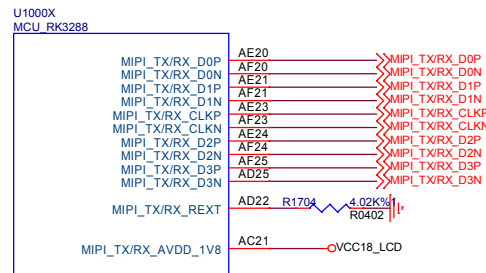 U1000X
MCU_RK3288
MIPI_TX/RX_D0P AE20 MIPI_TX/RX_D0P
MIPI_TX/RX_D0N AF20 MIPI_TX/RX_D0N
MIPI_TX/RX_D1P AE21 MIPI_TX/RX_D1P
MIPI_TX/RX_D1N AF21 MIPI_TX/RX_D1N
MIPI_TX/RX_CLKP AE23 MIPI_TX/RX_CLKP
MIPI_TX/RX_CLKN AF23 MIPI_TX/RX_CLKN
MIPI_TX/RX_D2P AE24 MIPI_TX/RX_D2P
MIPI_TX/RX_D2N AF24 MIPI_TX/RX_D2N
MIPI_TX/RX_D3P AF25 MIPI_TX/RX_D3P
MIPI_TX/RX_D3N AD25 MIPI_TX/RX_D3N
MIPI_TX/RX_REXT AD22 R1704 4.02K%1
R0402
MIPI_TX/RX_AVDD_1V8 AC21 VCC18_LCD